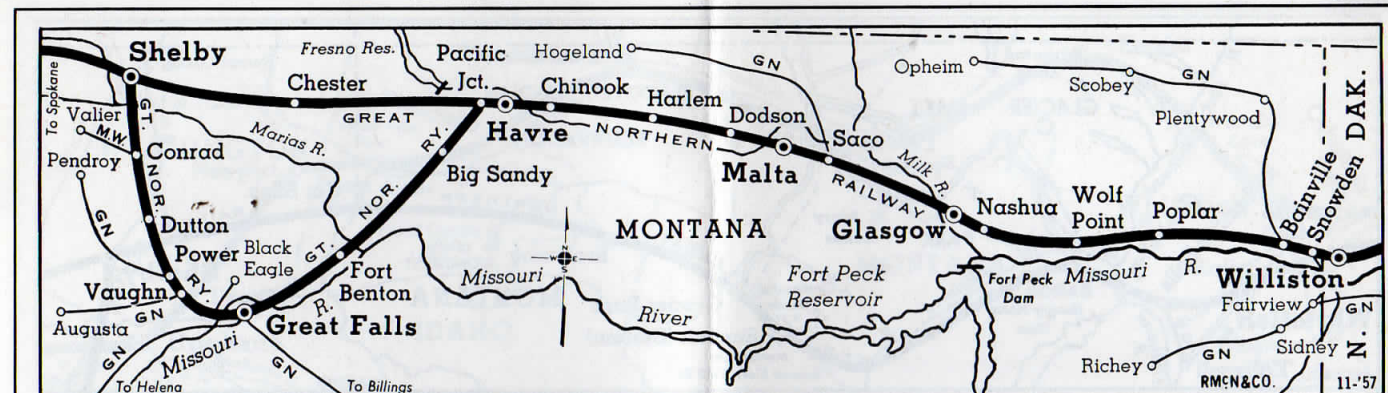 Shelby
Fresno Res.
Pacific
Jct.
Hogeland
Opheim
GN
Scobey
Plentywood
To Spokane
Valier
M.W.
Pendroy
GT. NOR. RY.
Conrad
Chester
GREAT
Marias R.
Havre
Chinook
Harlem
Dodson
NORTHERN
Malta
Saco
RAILWAY
Milk R.
Glasgow
Nashua
Wolf
Point
Poplar
Bainville
Snowden
N. DAK.
Williston
Big Sandy
GT. NOR. RY.
MONTANA
Dutton
GN
Power
Black
Eagle
Vaughn
GN
Augusta
Great Falls
Fort
Benton
Missouri
R.
N
W E
S
Missouri
River
Fort Peck
Reservoir
Fort Peck
Dam
Missouri R.
Fairview
GN
Sidney
Richey
GN
GN
To Helena
To Billings
RMCN&CO.
11-'57